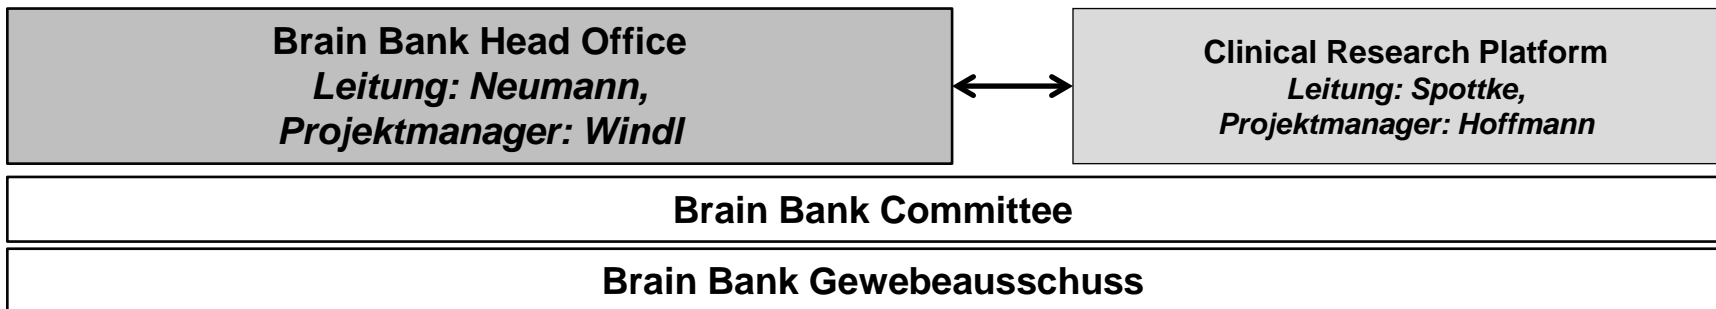 Brain Bank Head Office
Leitung: Neumann,
Projektmanager: Windl
Clinical Research Platform
Leitung: Spottke,
Projektmanager: Hoffmann
Brain Bank Committee
Brain Bank Gewebeausschuss